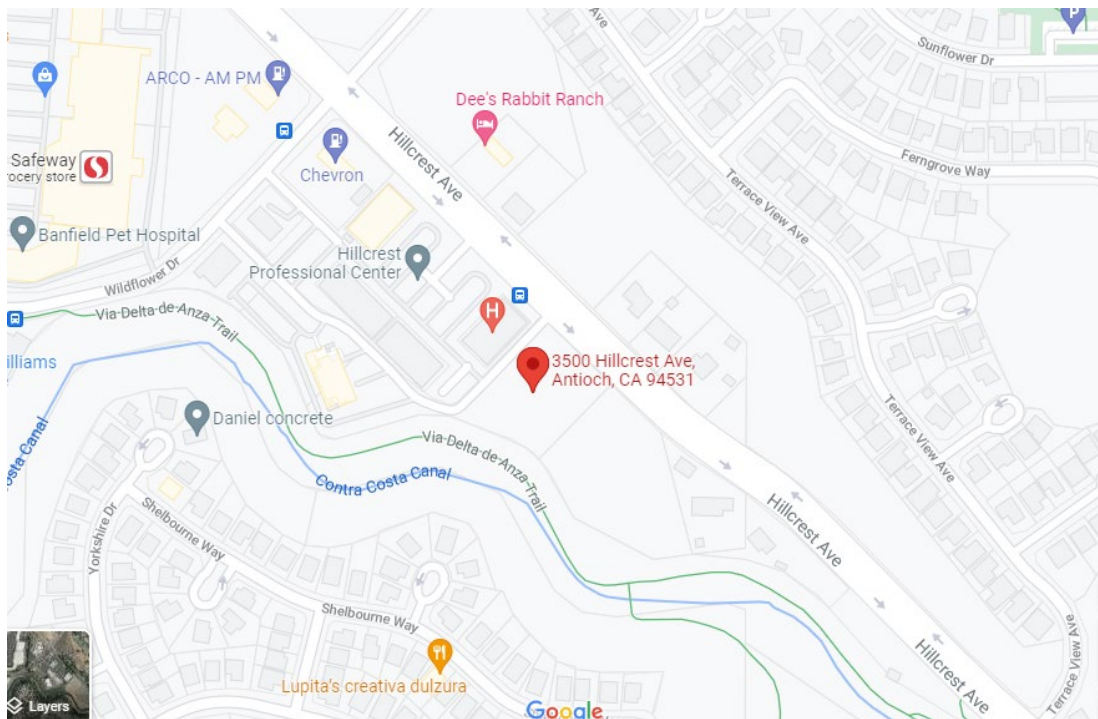 Sunflower Dr
Ave
P
ARCO - AM PM
Dee's Rabbit Ranch
Safeway
rocery store
Chevron
Hillcrest Ave
Ferngrove Way
Terrace View Ave
Banfield Pet Hospital
Hillcrest
Professional Center
Wildflower Dr
Via Delta de Anza Trail
H
illiams
3500 Hillcrest Ave,
Antioch, CA 94531
Daniel concrete
Via Delta de Anza Trail
Contra Costa Canal
osta Canal
Terrace View Ave
Yorkshire Dr
Shelbourne Way
Hillcrest Ave
Shelbourne Way
Hillcrest Ave
Terrace View Ave
Lupita's creativa dulzura
Layers
Google